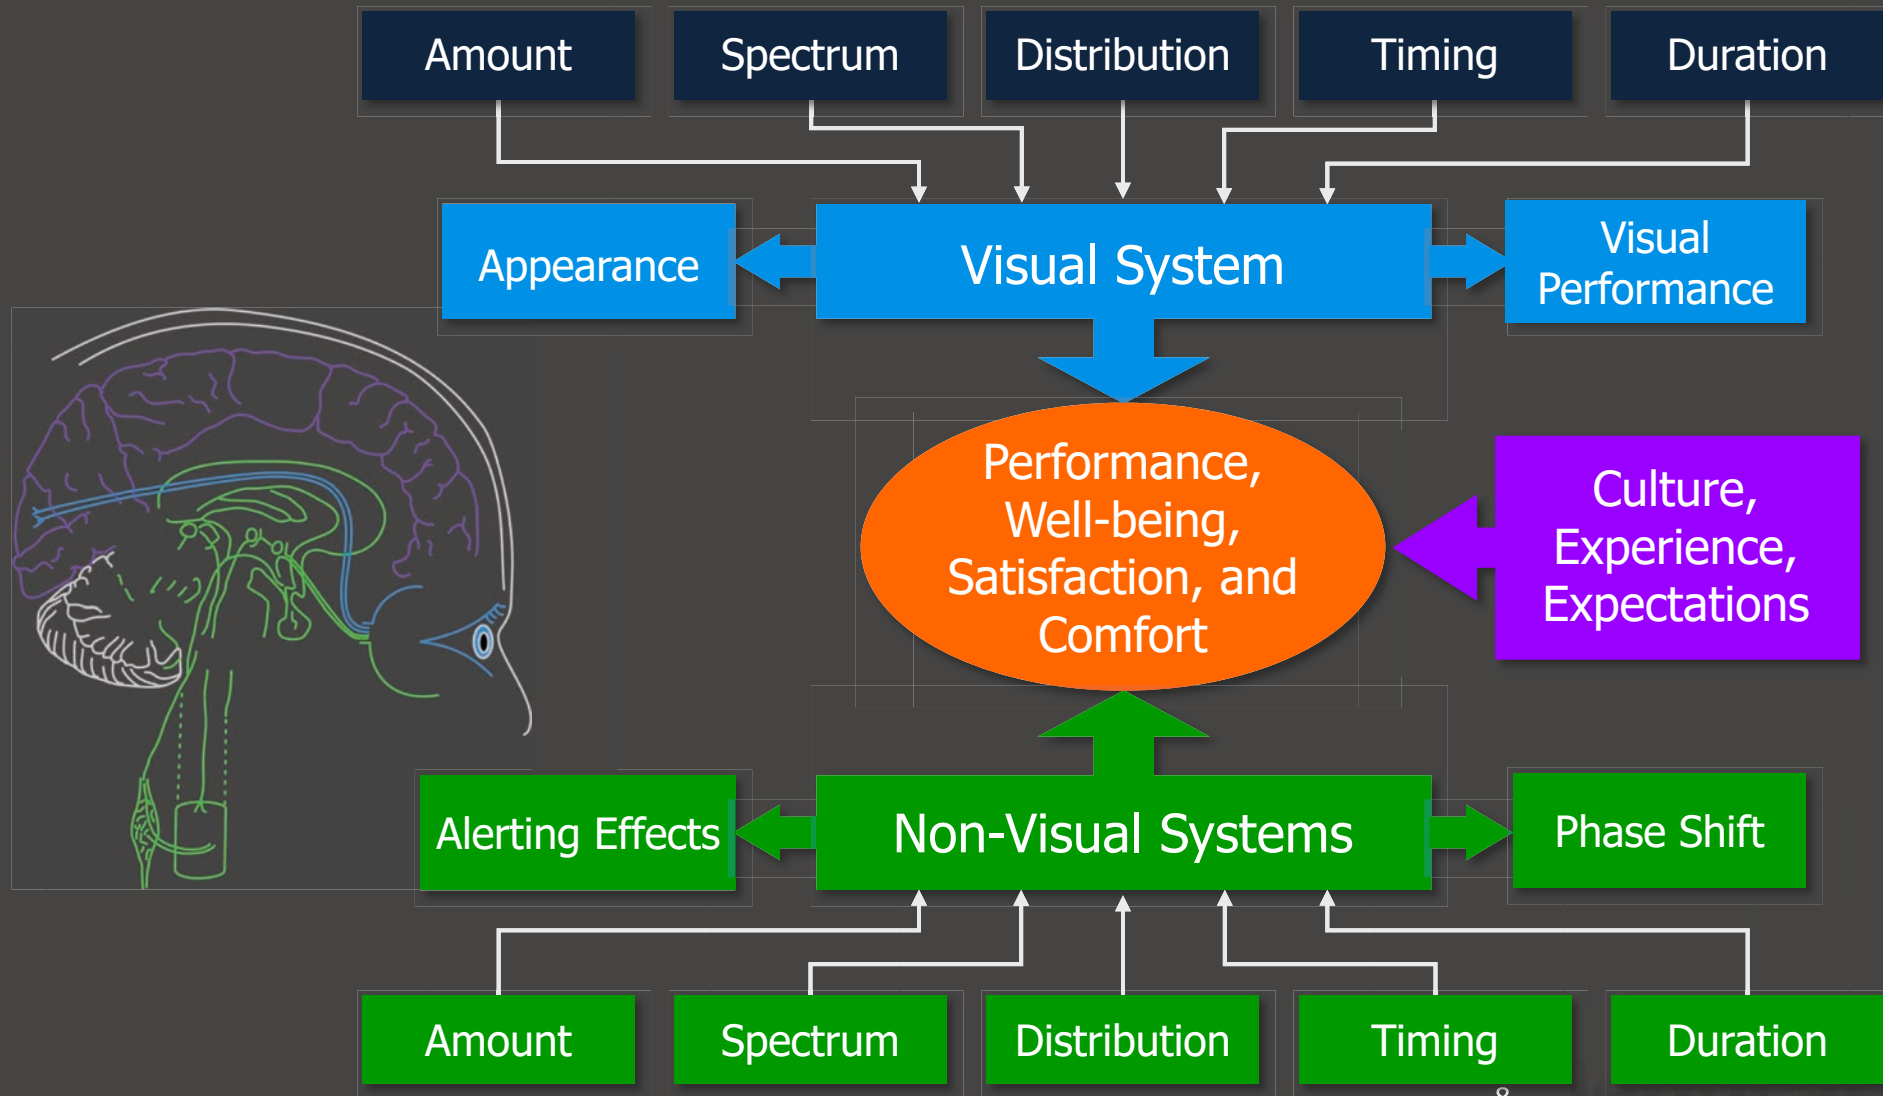 Amount
Spectrum
Distribution
Timing
Duration
Appearance
Visual System
Visual
Performance
Performance,
Well-being,
Satisfaction, and
Comfort
Culture,
Experience,
Expectations
Alerting Effects
Non-Visual Systems
Phase Shift
Amount
Spectrum
Distribution
Timing
Duration